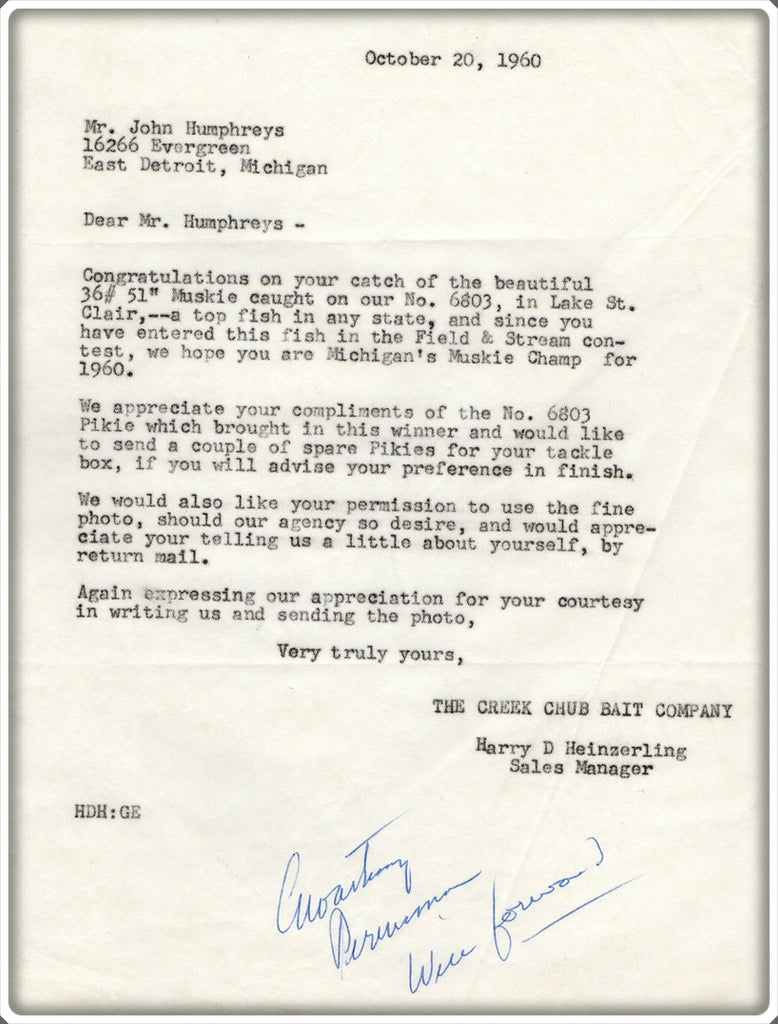 October 20, 1960
Mr. John Humphreys
16266 Evergreen
East Detroit, Michigan
Dear Mr. Humphreys -
Congratulations on your catch of the beautiful
36# 51" Muskie caught on our No. 6803, in Lake St.
Clair,--a top fish in any state, and since you
have entered this fish in the Field & Stream con-
test, we hope you are Michigan's Muskie Champ for
1960.
We appreciate your compliments of the No. 6803
Pikie which brought in this winner and would like
to send a couple of spare Pikies for your tackle
box, if you will advise your preference in finish.
We would also like your permission to use the fine
photo, should our agency so desire, and would appre-
ciate your telling us a little about yourself, by
return mail.
Again expressing our appreciation for your courtesy
in writing us and sending the photo,
Very truly yours,
THE CREEK CHUB BAIT COMPANY
Harry D Heinzerling
Sales Manager
HDH:GE
Awaiting
Permission
Will forward